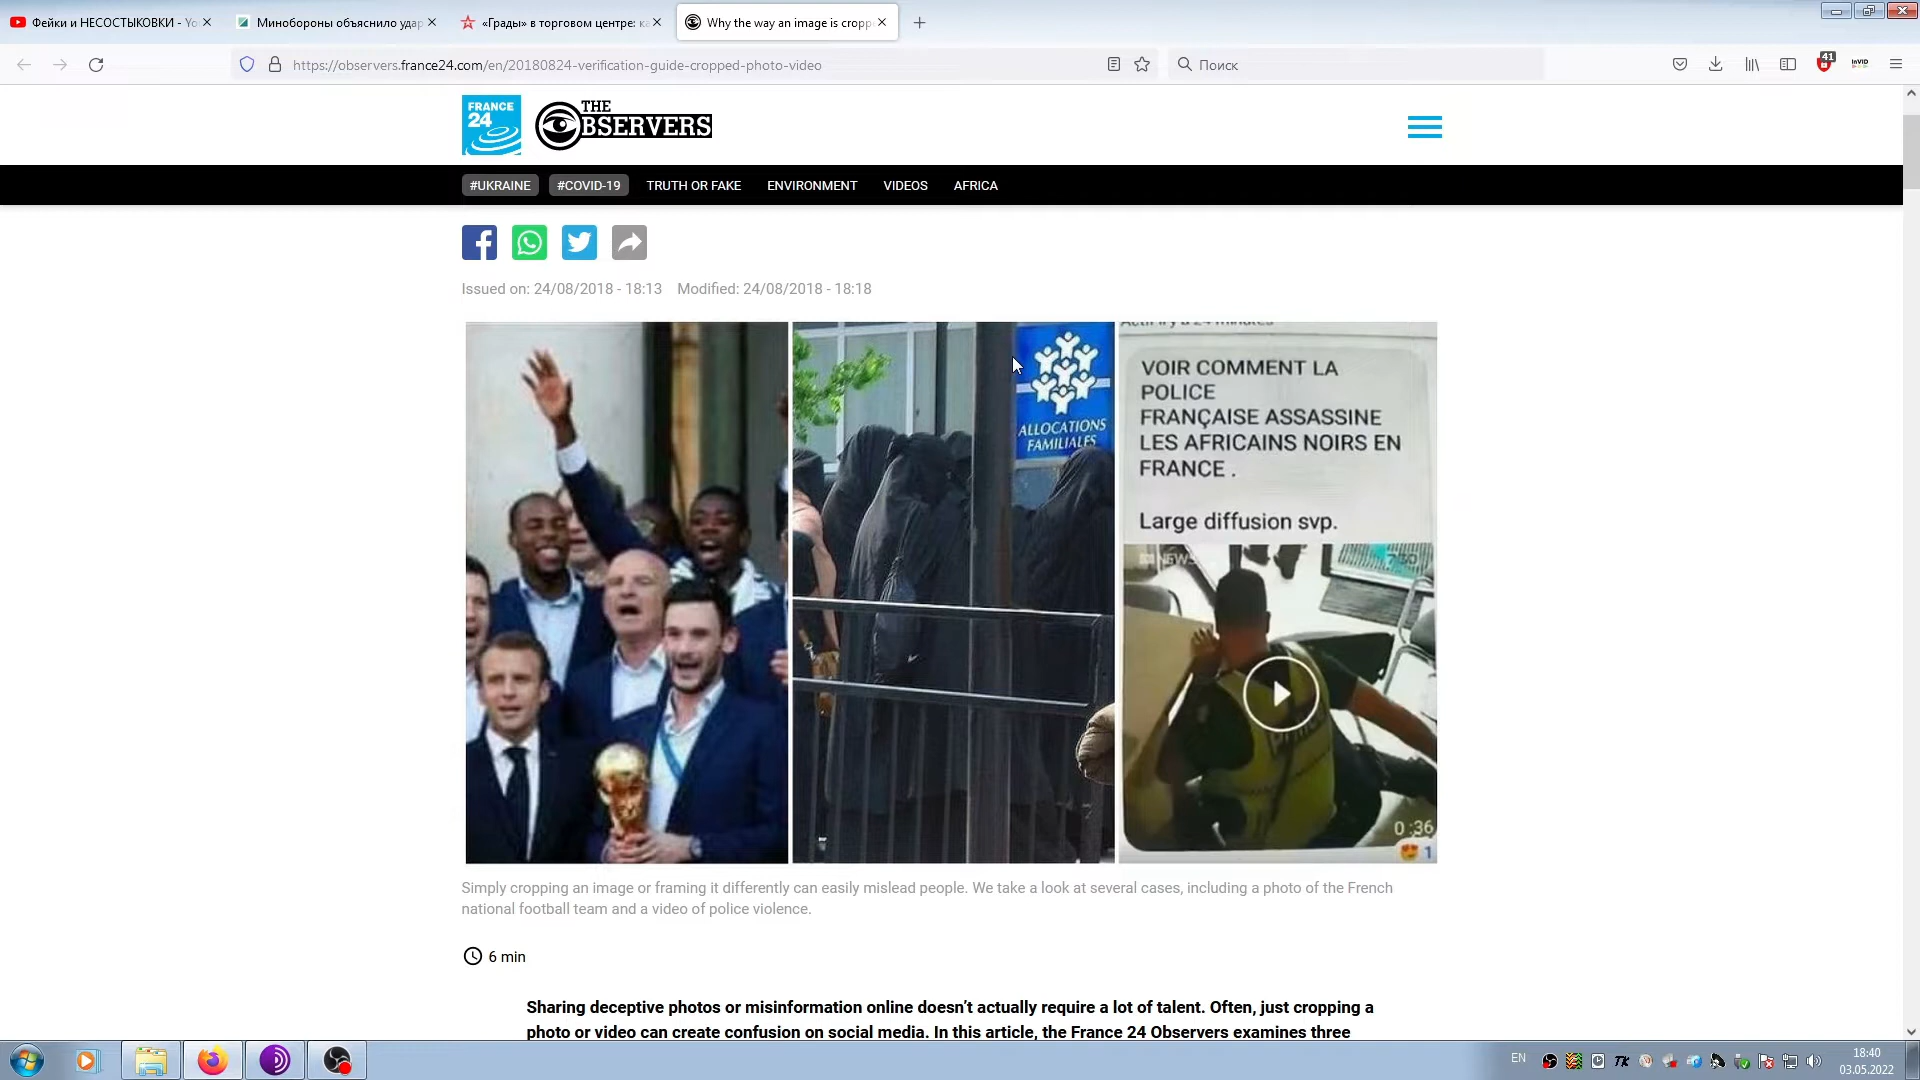 Фейки и НЕСОСТЫКОВКИ - Yo
Минобороны объяснило удар
«Грады» в торговом центре: ка
Why the way an image is cropp
https://observers.france24.com/en/20180824-verification-guide-cropped-photo-video
Поиск
41
InVID
FRANCE
24
THE
OBSERVERS
#UKRAINE
#COVID-19
TRUTH OR FAKE
ENVIRONMENT
VIDEOS
AFRICA
Issued on: 24/08/2018 - 18:13
Modified: 24/08/2018 - 18:18
ALLOCATIONS
FAMILIALES
VOIR COMMENT LA
POLICE
FRANÇAISE ASSASSINE
LES AFRICAINS NOIRS EN
FRANCE .
Large diffusion svp.
NEWS
7:30
0:36
1
Simply cropping an image or framing it differently can easily mislead people. We take a look at several cases, including a photo of the French
national football team and a video of police violence.
6 min
Sharing deceptive photos or misinformation online doesn’t actually require a lot of talent. Often, just cropping a
photo or video can create confusion on social media. In this article, the France 24 Observers examines three
EN
18:40
03.05.2022